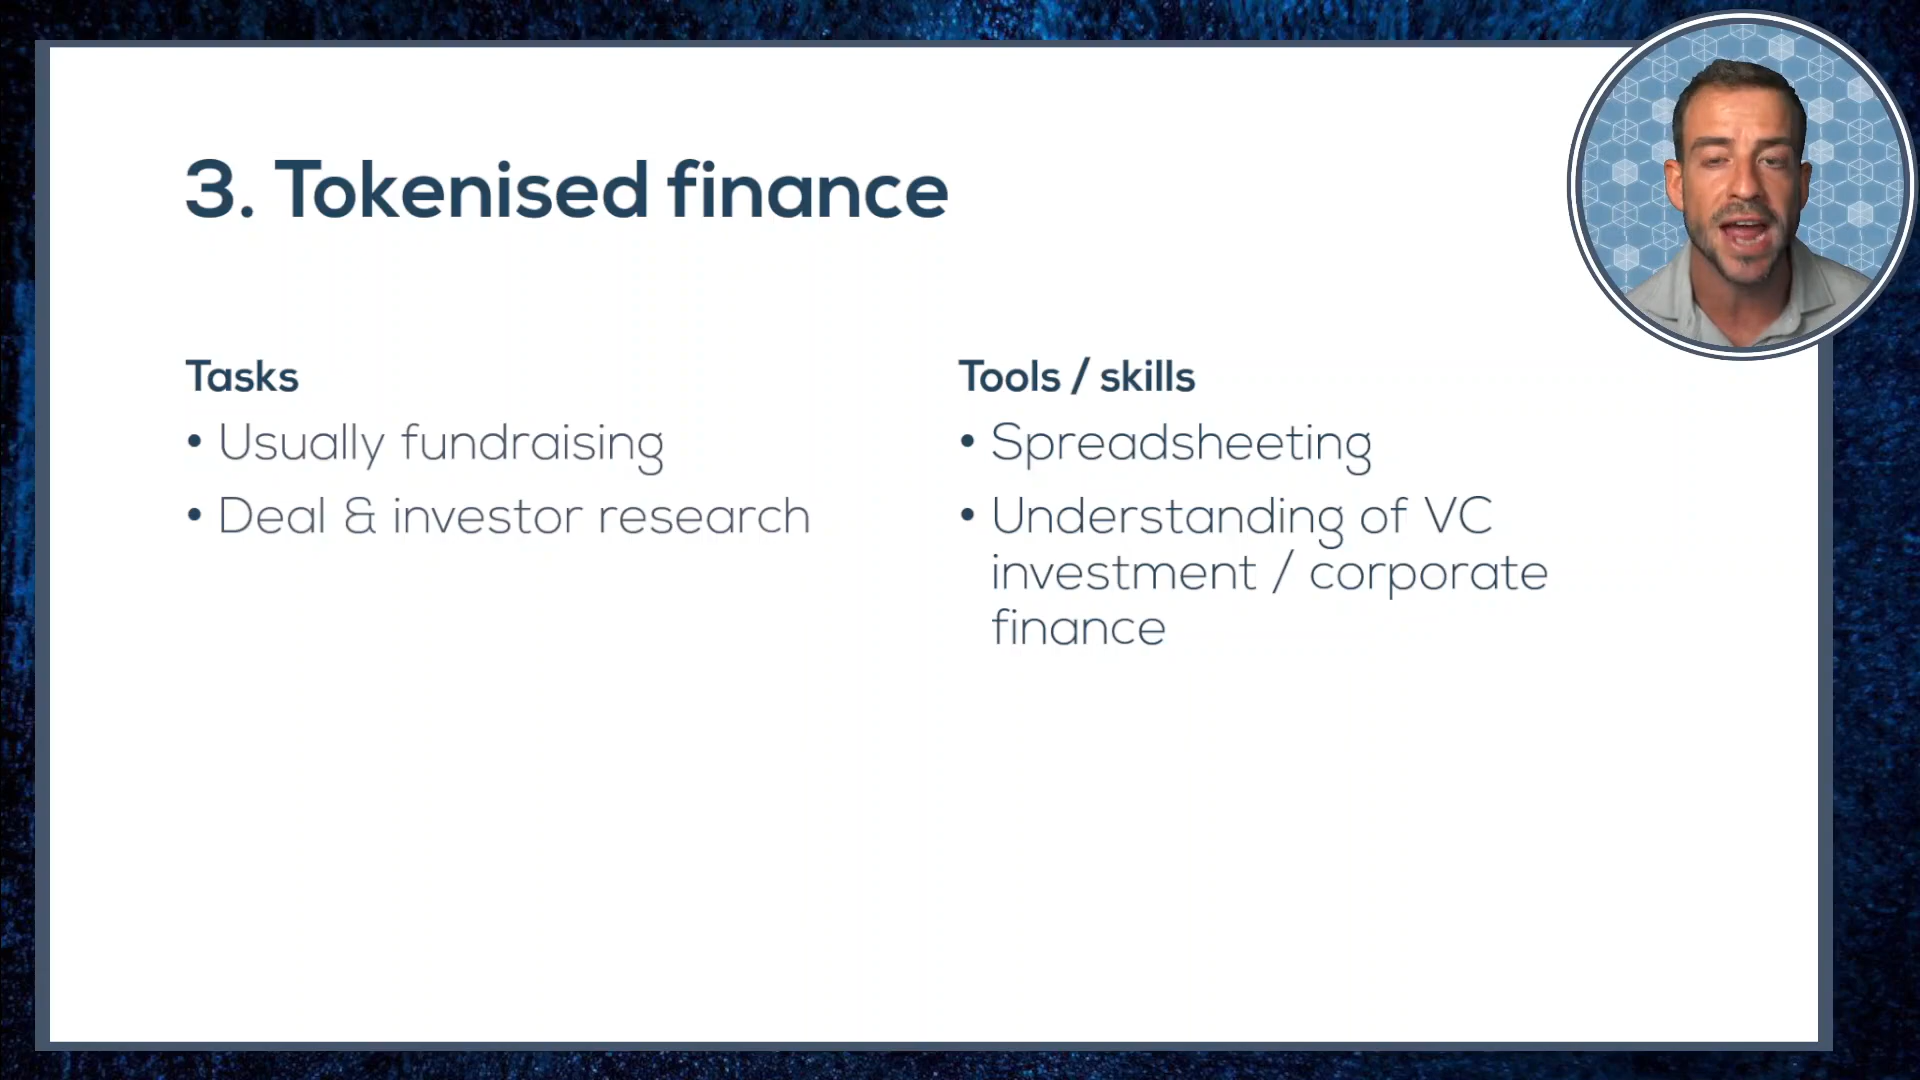 3. Tokenised finance
Tasks
• Usually fundraising
• Deal & investor research
Tools / skills
• Spreadsheeting
• Understanding of VC
investment / corporate
finance